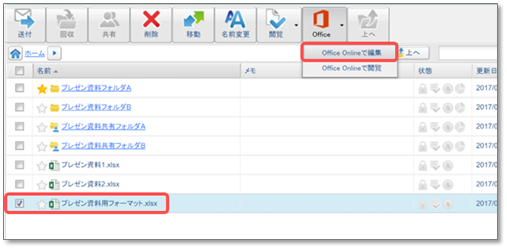 送付 回収 共有 削除 移動 名前変更 閲覧 Office 上へ
Office Onlineで編集
Office Onlineで閲覧
ホーム 上へ
名前 メモ 状態 更新日
プレゼン資料フォルダA 2017/0
プレゼン資料フォルダB 2017/0
プレゼン資料共有フォルダA 2017/0
プレゼン資料共有フォルダB 2017/0
プレゼン資料1.xlsx 2017/0
プレゼン資料2.xlsx 2017/0
プレゼン資料用フォーマット.xlsx 2017/0